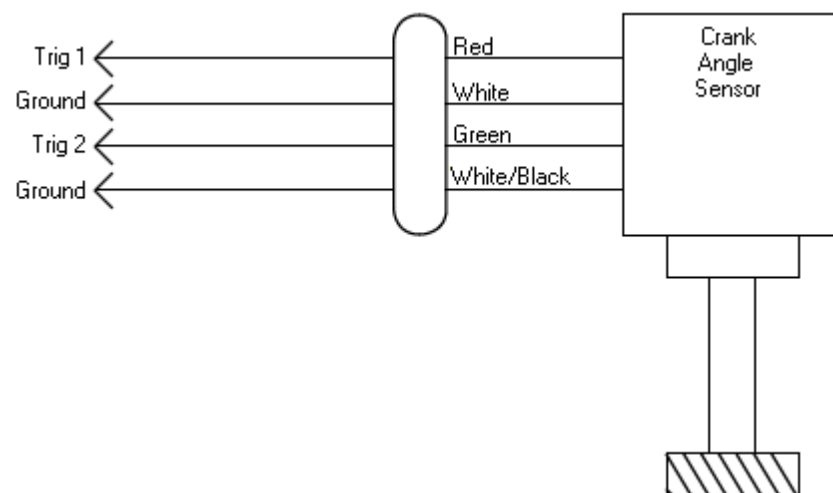 Trig 1
Red
Ground
White
Trig 2
Green
Ground
White/Black
Crank
Angle
Sensor